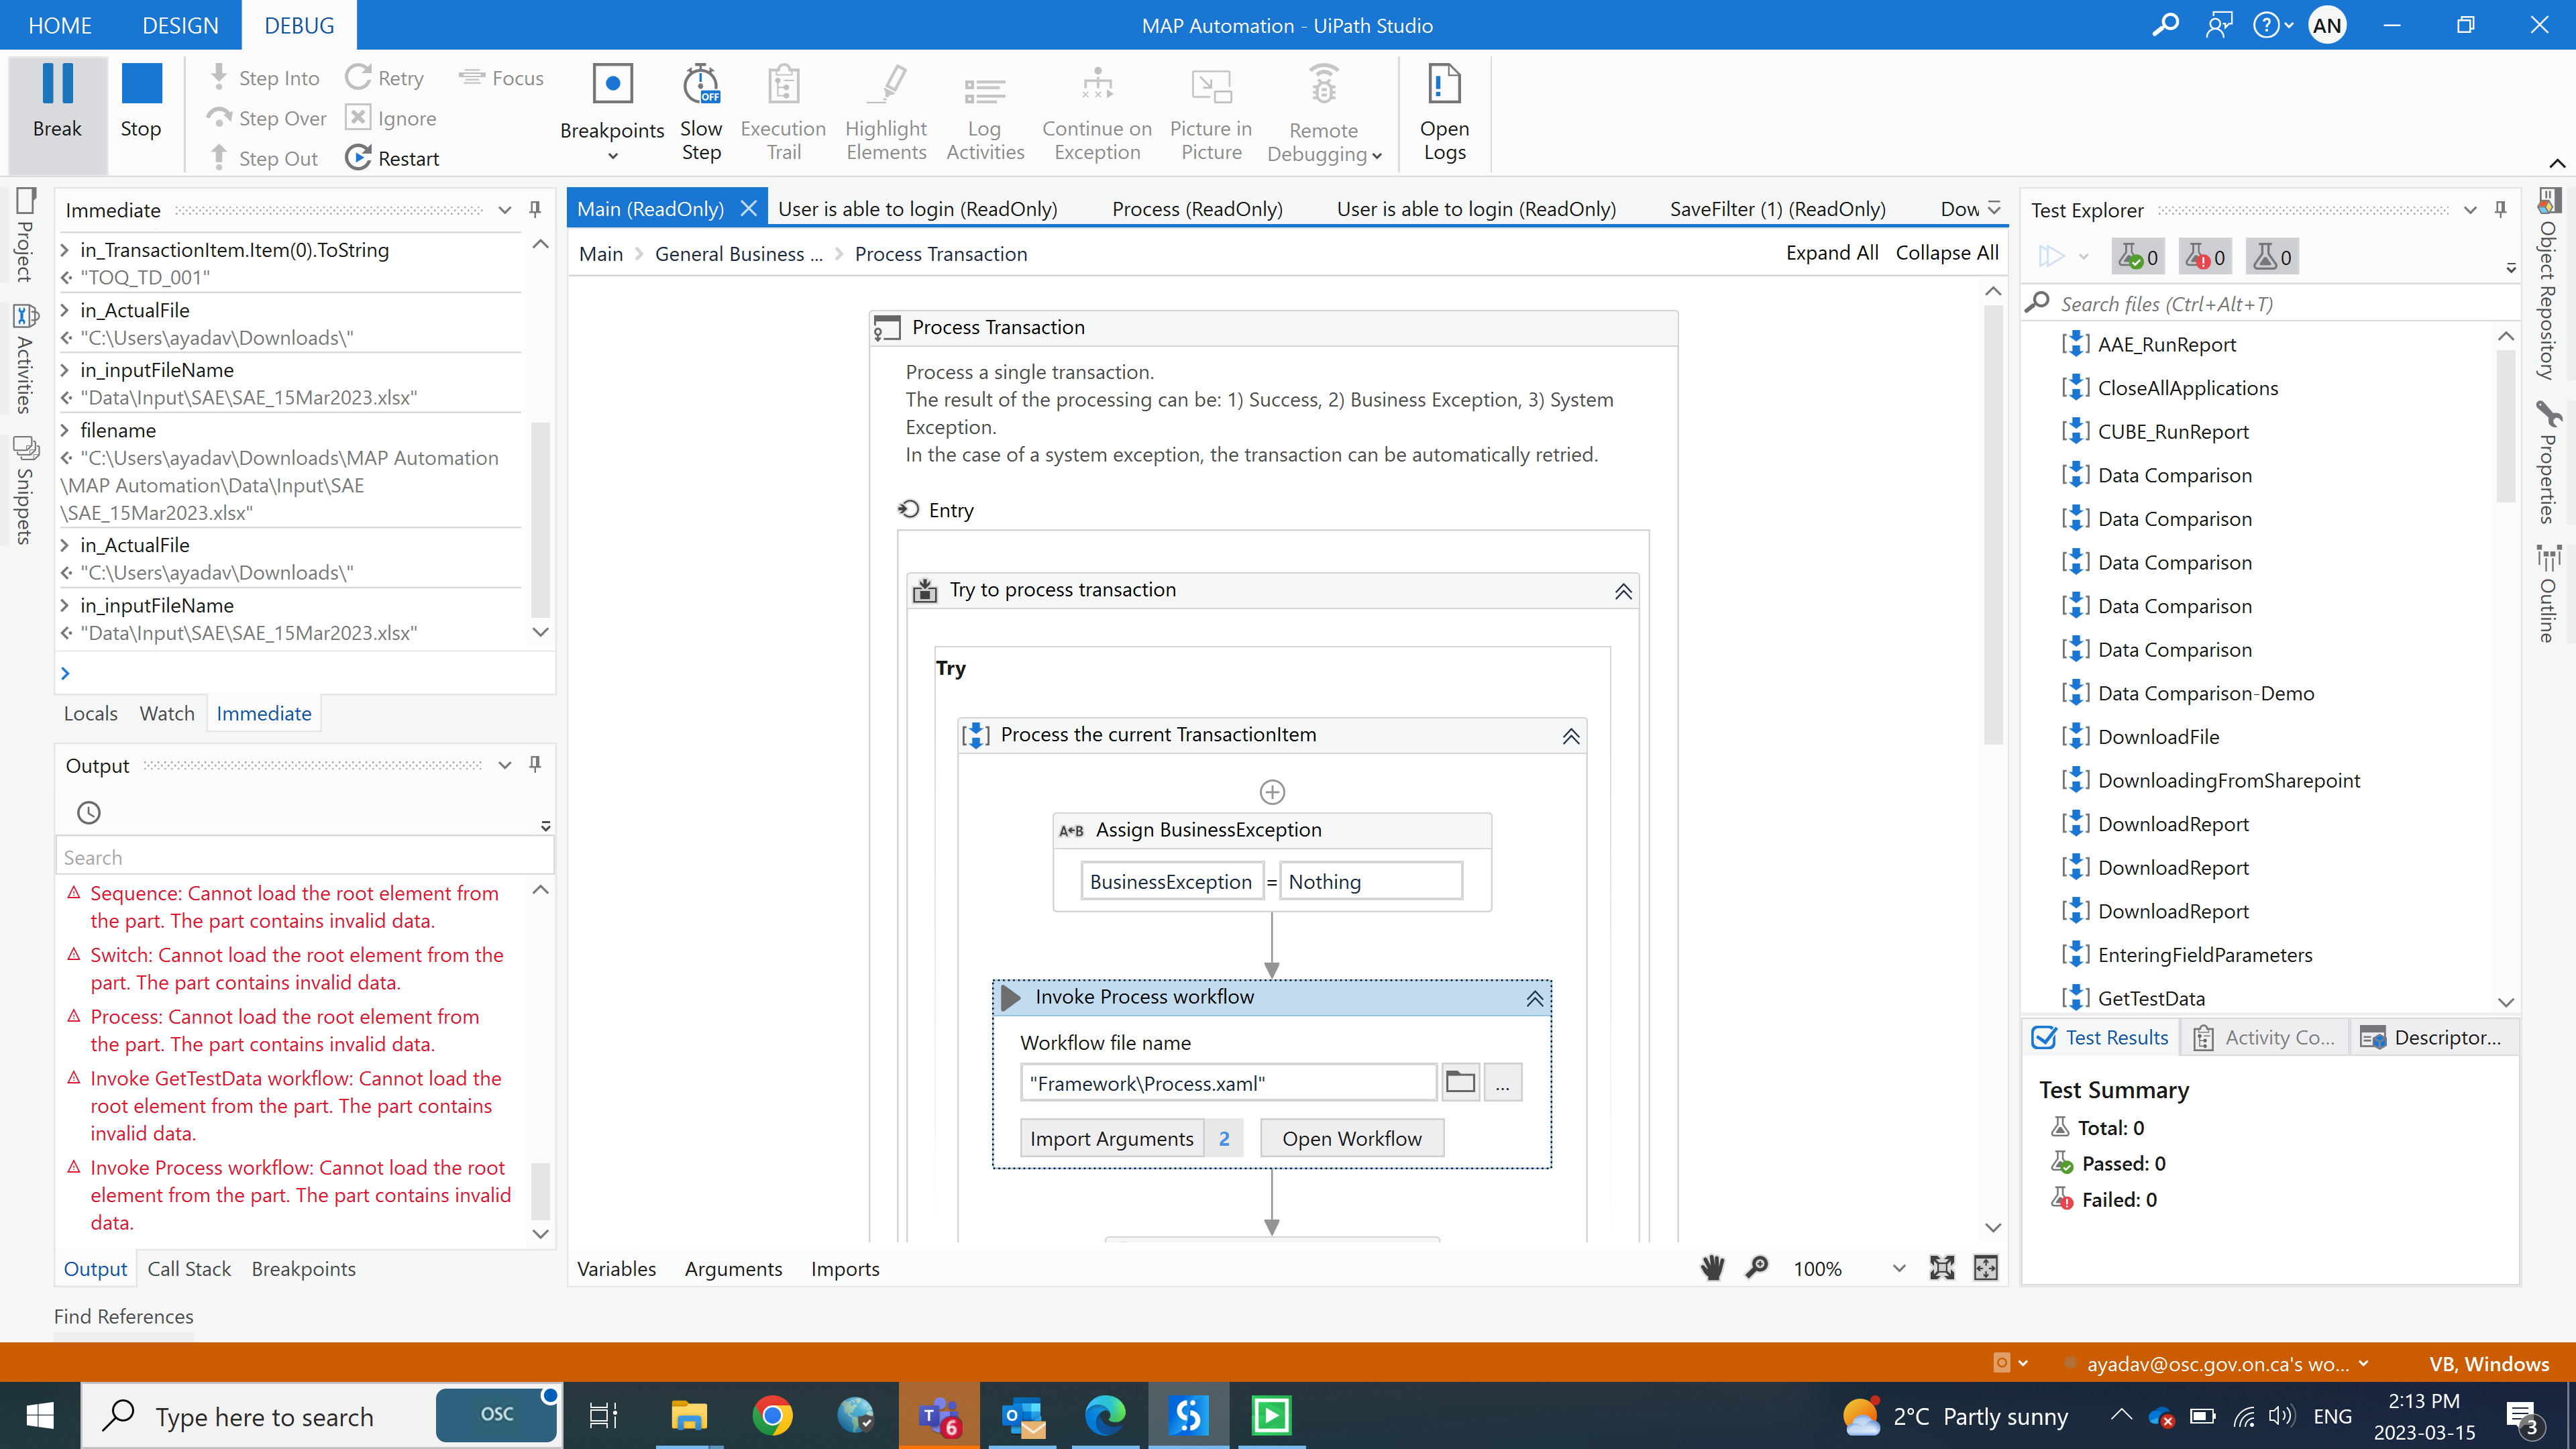 HOME
DESIGN
DEBUG
MAP Automation - UiPath Studio
AN
Break
Stop
Step Into
Step Over
Step Out
Retry
Ignore
Restart
Focus
Breakpoints
OFF
Slow
Step
Execution
Trail
Highlight
Elements
Log
Activities
Continue on
Exception
Picture in
Picture
Remote
Debugging
Open
Logs
Project
Activities
Snippets
Immediate
in_TransactionItem.Item(0).ToString
"TOQ_TD_001"
in_ActualFile
"C:\Users\ayadav\Downloads\"
in_inputFileName
"Data\Input\SAE\SAE_15Mar2023.xlsx"
filename
"C:\Users\ayadav\Downloads\MAP Automation
\MAP Automation\Data\Input\SAE
\SAE_15Mar2023.xlsx"
in_ActualFile
"C:\Users\ayadav\Downloads\"
in_inputFileName
"Data\Input\SAE\SAE_15Mar2023.xlsx"
Locals
Watch
Immediate
Output
Search
Sequence: Cannot load the root element from
the part. The part contains invalid data.
Switch: Cannot load the root element from the
part. The part contains invalid data.
Process: Cannot load the root element from
the part. The part contains invalid data.
Invoke GetTestData workflow: Cannot load the
root element from the part. The part contains
invalid data.
Invoke Process workflow: Cannot load the root
element from the part. The part contains invalid
data.
Output
Call Stack
Breakpoints
Find References
Main (ReadOnly)
User is able to login (ReadOnly)
Process (ReadOnly)
User is able to login (ReadOnly)
SaveFilter (1) (ReadOnly)
Dow
Main
General Business ...
Process Transaction
Expand All
Collapse All
Process Transaction
Process a single transaction.
The result of the processing can be: 1) Success, 2) Business Exception, 3) System
Exception.
In the case of a system exception, the transaction can be automatically retried.
Entry
Try to process transaction
Try
Process the current TransactionItem
A←B Assign BusinessException
BusinessException = Nothing
Invoke Process workflow
Workflow file name
"Framework\Process.xaml"
...
Import Arguments 2
Open Workflow
Variables
Arguments
Imports
100%
Test Explorer
0
0
0
Search files (Ctrl+Alt+T)
AAE_RunReport
CloseAllApplications
CUBE_RunReport
Data Comparison
Data Comparison
Data Comparison
Data Comparison
Data Comparison
Data Comparison-Demo
DownloadFile
DownloadingFromSharepoint
DownloadReport
DownloadReport
DownloadReport
EnteringFieldParameters
GetTestData
Test Results
Activity Co...
Descriptor...
Test Summary
Total: 0
Passed: 0
Failed: 0
Object Repository
Properties
Outline
ayadav@osc.gov.on.ca's wo...
VB, Windows
Type here to search
OSC
6
2°C Partly sunny
ENG
2:13 PM
2023-03-15
3